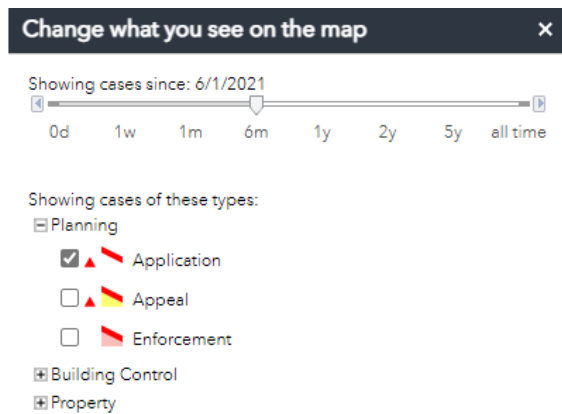 Change what you see on the map ×
Showing cases since: 6/1/2021
0d 1w 1m 6m 1y 2y 5y all time
Showing cases of these types:
Planning
Application
Appeal
Enforcement
Building Control
Property